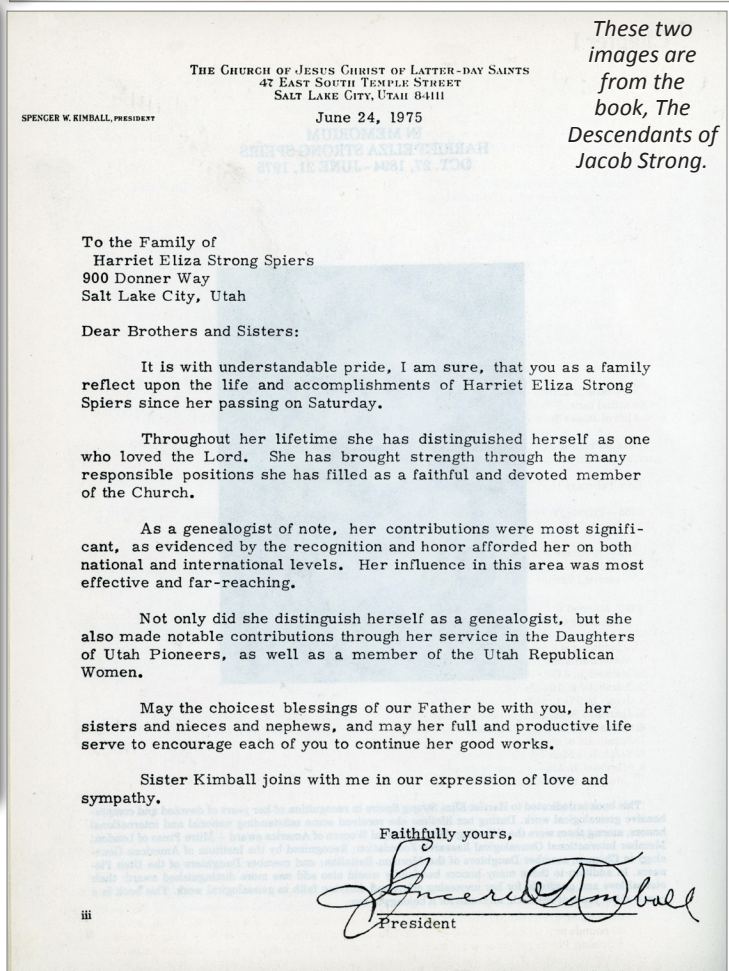 These two
images are
from the
book, The
Descendants of
Jacob Strong.
THE CHURCH OF JESUS CHRIST OF LATTER-DAY SAINTS
47 EAST SOUTH TEMPLE STREET
SALT LAKE CITY, UTAH 84111
SPENCER W. KIMBALL, PRESIDENT
June 24, 1975
IN MEMORIUM
HARRIET ELIZA STRONG SPIERS
OCT. 27, 1894 - JUNE 21, 1975
To the Family of
Harriet Eliza Strong Spiers
900 Donner Way
Salt Lake City, Utah
Dear Brothers and Sisters:
It is with understandable pride, I am sure, that you as a family
reflect upon the life and accomplishments of Harriet Eliza Strong
Spiers since her passing on Saturday.
Throughout her lifetime she has distinguished herself as one
who loved the Lord. She has brought strength through the many
responsible positions she has filled as a faithful and devoted member
of the Church.
As a genealogist of note, her contributions were most signifi-
cant, as evidenced by the recognition and honor afforded her on both
national and international levels. Her influence in this area was most
effective and far-reaching.
Not only did she distinguish herself as a genealogist, but she
also made notable contributions through her service in the Daughters
of Utah Pioneers, as well as a member of the Utah Republican
Women.
May the choicest blessings of our Father be with you, her
sisters and nieces and nephews, and may her full and productive life
serve to encourage each of you to continue her good works.
Sister Kimball joins with me in our expression of love and
sympathy.
Faithfully yours,
Spencer W. Kimball
President
iii